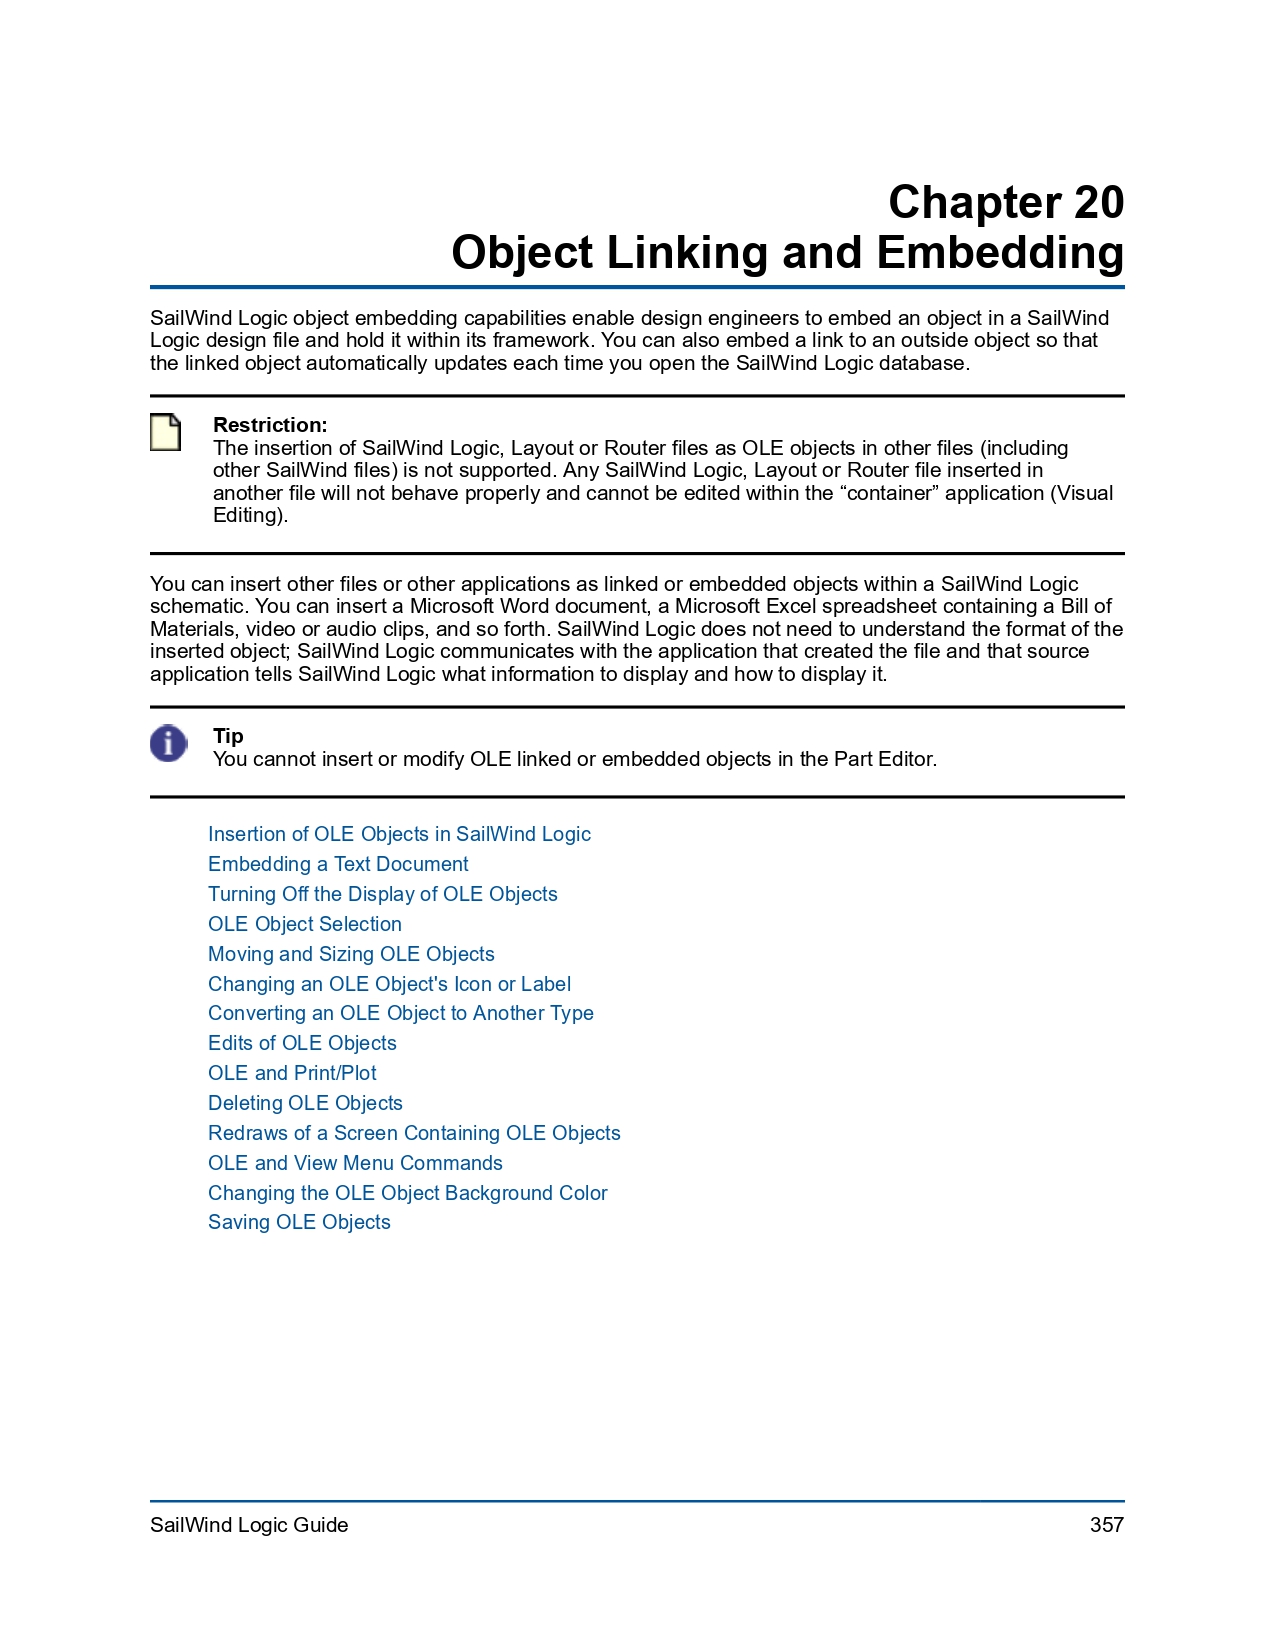 Chapter 20
Object Linking and Embedding
SailWind Logic object embedding capabilities enable design engineers to embed an object in a SailWind
Logic design file and hold it within its framework. You can also embed a link to an outside object so that
the linked object automatically updates each time you open the SailWind Logic database.
Restriction:
The insertion of SailWind Logic, Layout or Router files as OLE objects in other files (including
other SailWind files) is not supported. Any SailWind Logic, Layout or Router file inserted in
another file will not behave properly and cannot be edited within the “container” application (Visual
Editing).
You can insert other files or other applications as linked or embedded objects within a SailWind Logic
schematic. You can insert a Microsoft Word document, a Microsoft Excel spreadsheet containing a Bill of
Materials, video or audio clips, and so forth. SailWind Logic does not need to understand the format of the
inserted object; SailWind Logic communicates with the application that created the file and that source
application tells SailWind Logic what information to display and how to display it.
Tip
You cannot insert or modify OLE linked or embedded objects in the Part Editor.
Insertion of OLE Objects in SailWind Logic
Embedding a Text Document
Turning Off the Display of OLE Objects
OLE Object Selection
Moving and Sizing OLE Objects
Changing an OLE Object's Icon or Label
Converting an OLE Object to Another Type
Edits of OLE Objects
OLE and Print/Plot
Deleting OLE Objects
Redraws of a Screen Containing OLE Objects
OLE and View Menu Commands
Changing the OLE Object Background Color
Saving OLE Objects
SailWind Logic Guide
357